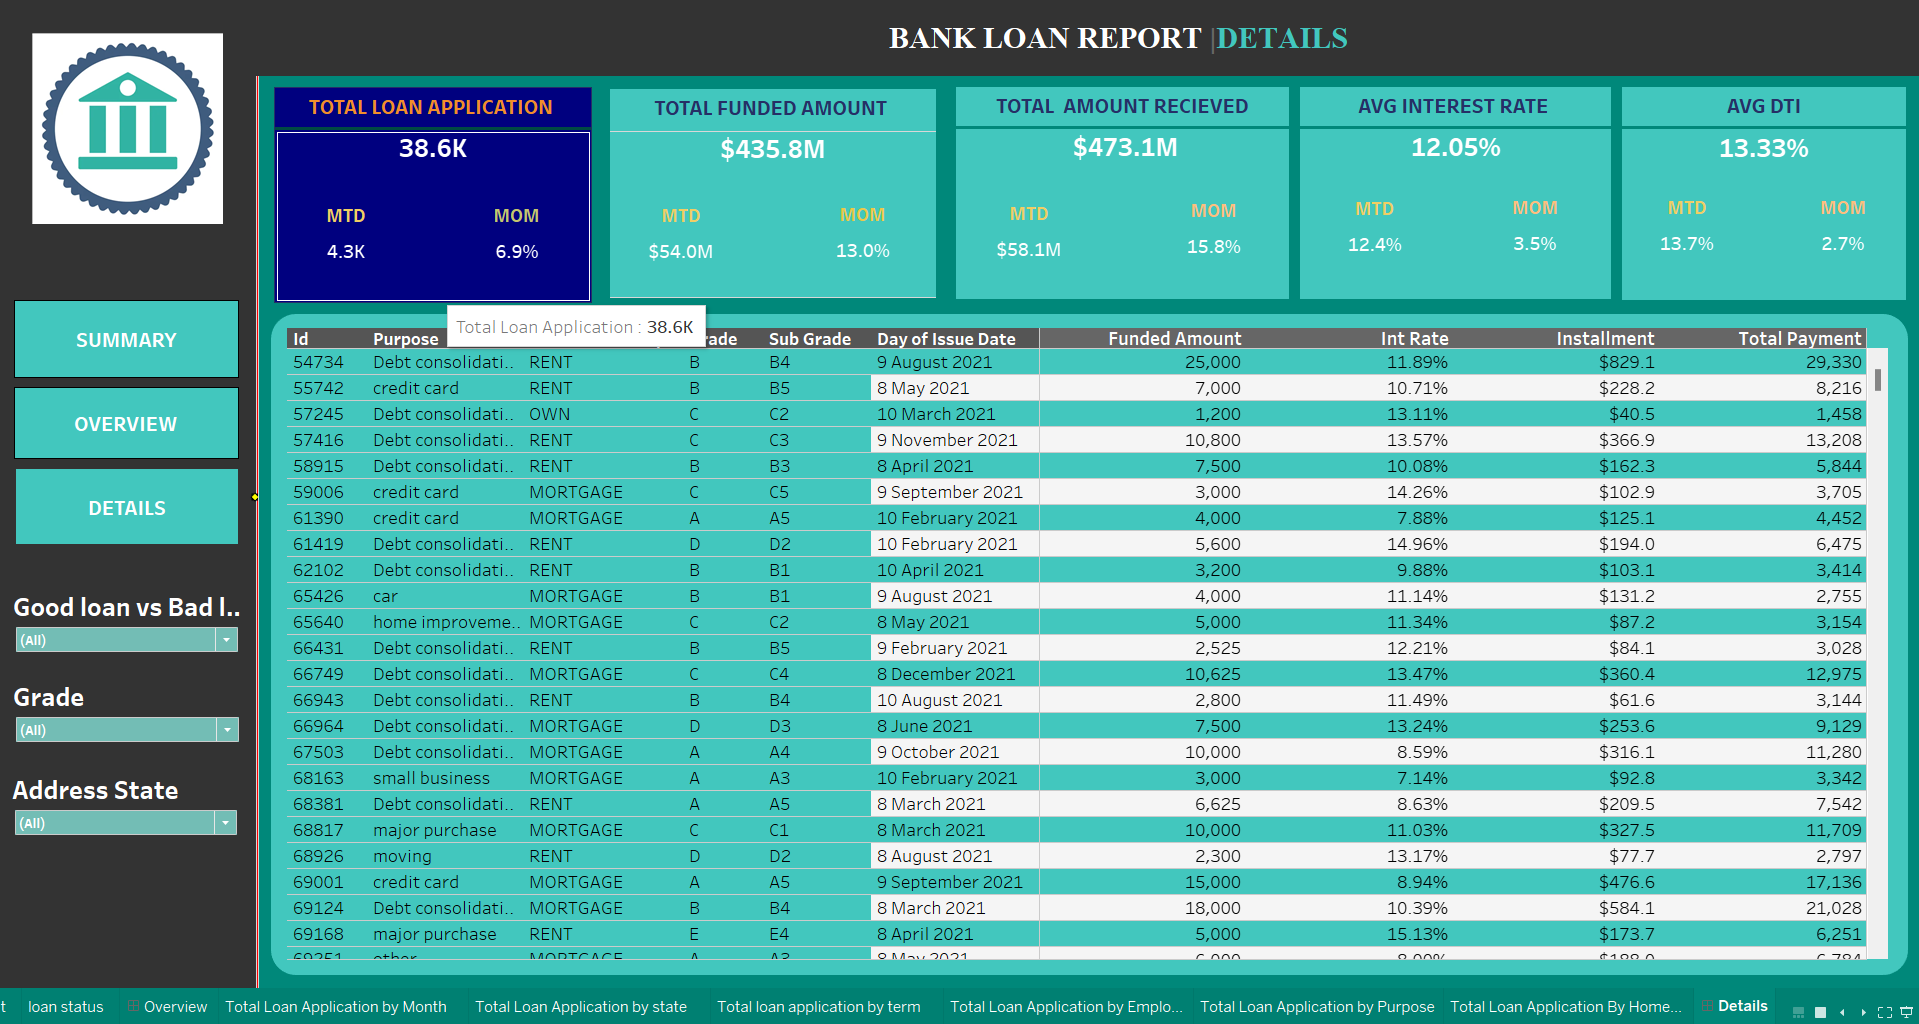 BANK LOAN REPORT |DETAILS
TOTAL LOAN APPLICATION
38.6K
MTD MOM
4.3K 6.9%
TOTAL FUNDED AMOUNT
$435.8M
MTD MOM
$54.0M 13.0%
TOTAL AMOUNT RECIEVED
$473.1M
MTD MOM
$58.1M 15.8%
AVG INTEREST RATE
12.05%
MTD MOM
12.4% 3.5%
AVG DTI
13.33%
MTD MOM
13.7% 2.7%
SUMMARY
OVERVIEW
DETAILS
Good loan vs Bad l..
(All)
Grade
(All)
Address State
(All)
Total Loan Application : 38.6K
Id Purpose rade Sub Grade Day of Issue Date Funded Amount Int Rate Installment Total Payment
54734 Debt consolidati.. RENT B B4 9 August 2021 25,000 11.89% $829.1 29,330
55742 credit card RENT B B5 8 May 2021 7,000 10.71% $228.2 8,216
57245 Debt consolidati.. OWN C C2 10 March 2021 1,200 13.11% $40.5 1,458
57416 Debt consolidati.. RENT C C3 9 November 2021 10,800 13.57% $366.9 13,208
58915 Debt consolidati.. RENT B B3 8 April 2021 7,500 10.08% $162.3 5,844
59006 credit card MORTGAGE C C5 9 September 2021 3,000 14.26% $102.9 3,705
61390 credit card MORTGAGE A A5 10 February 2021 4,000 7.88% $125.1 4,452
61419 Debt consolidati.. RENT D D2 10 February 2021 5,600 14.96% $194.0 6,475
62102 Debt consolidati.. RENT B B1 10 April 2021 3,200 9.88% $103.1 3,414
65426 car MORTGAGE B B1 9 August 2021 4,000 11.14% $131.2 2,755
65640 home improveme.. MORTGAGE C C2 8 May 2021 5,000 11.34% $87.2 3,154
66431 Debt consolidati.. RENT B B5 9 February 2021 2,525 12.21% $84.1 3,028
66749 Debt consolidati.. MORTGAGE C C4 8 December 2021 10,625 13.47% $360.4 12,975
66943 Debt consolidati.. RENT B B4 10 August 2021 2,800 11.49% $61.6 3,144
66964 Debt consolidati.. MORTGAGE D D3 8 June 2021 7,500 13.24% $253.6 9,129
67503 Debt consolidati.. MORTGAGE A A4 9 October 2021 10,000 8.59% $316.1 11,280
68163 small business MORTGAGE A A3 10 February 2021 3,000 7.14% $92.8 3,342
68381 Debt consolidati.. RENT A A5 8 March 2021 6,625 8.63% $209.5 7,542
68817 major purchase MORTGAGE C C1 8 March 2021 10,000 11.03% $327.5 11,709
68926 moving RENT D D2 8 August 2021 2,300 13.17% $77.7 2,797
69001 credit card MORTGAGE A A5 9 September 2021 15,000 8.94% $476.6 17,136
69124 Debt consolidati.. MORTGAGE B B4 8 March 2021 18,000 10.39% $584.1 21,028
69168 major purchase RENT E E4 8 April 2021 5,000 15.13% $173.7 6,251
69251 other MORTGAGE A A3 8 May 2021 6,000 8.00% $188.0 6,784
t loan status Overview Total Loan Application by Month Total Loan Application by state Total loan application by term Total Loan Application by Emplo... Total Loan Application by Purpose Total Loan Application By Home... Details